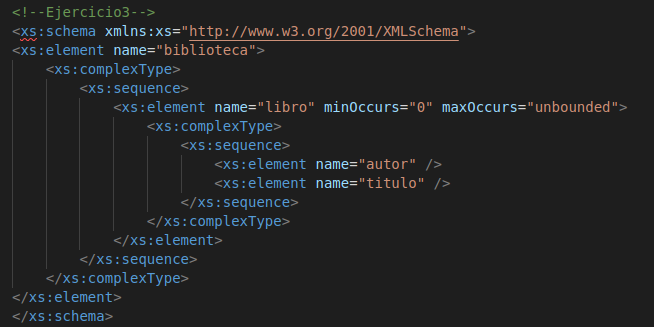 <!--Ejercicio3-->
<xs:schema xmlns:xs="http://www.w3.org/2001/XMLSchema">
<xs:element name="biblioteca">
    <xs:complexType>
        <xs:sequence>
            <xs:element name="libro" minOccurs="0" maxOccurs="unbounded">
                <xs:complexType>
                    <xs:sequence>
                        <xs:element name="autor" />
                        <xs:element name="titulo" />
                    </xs:sequence>
                </xs:complexType>
            </xs:element>
        </xs:sequence>
    </xs:complexType>
</xs:element>
</xs:schema>